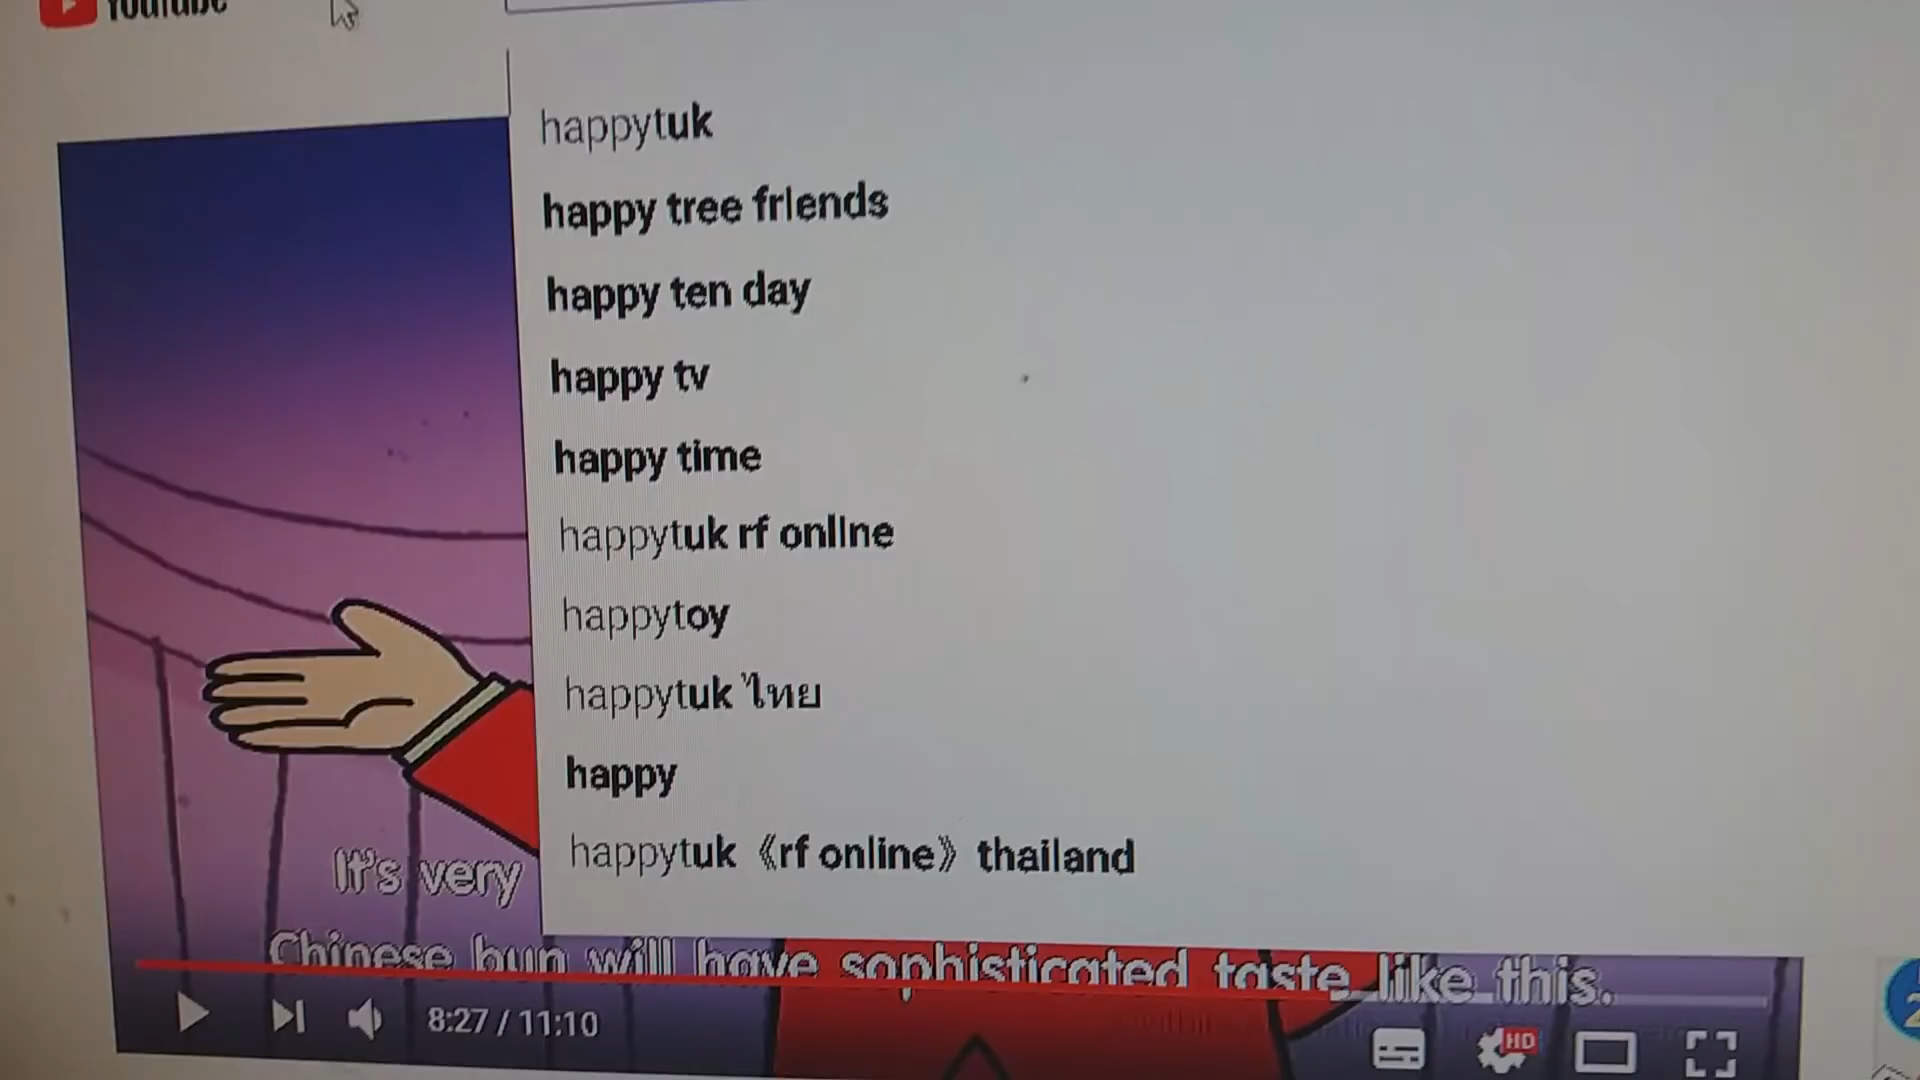 YouTube
happytuk
happy tree friends
happy ten day
happy tv
happy time
happytuk rf online
happytoy
happytuk ไทย
happy
happytuk 《rf online》 thailand
It's very
Chinese bun will have sophisticated taste like this.
8:27 / 11:10
HD
2